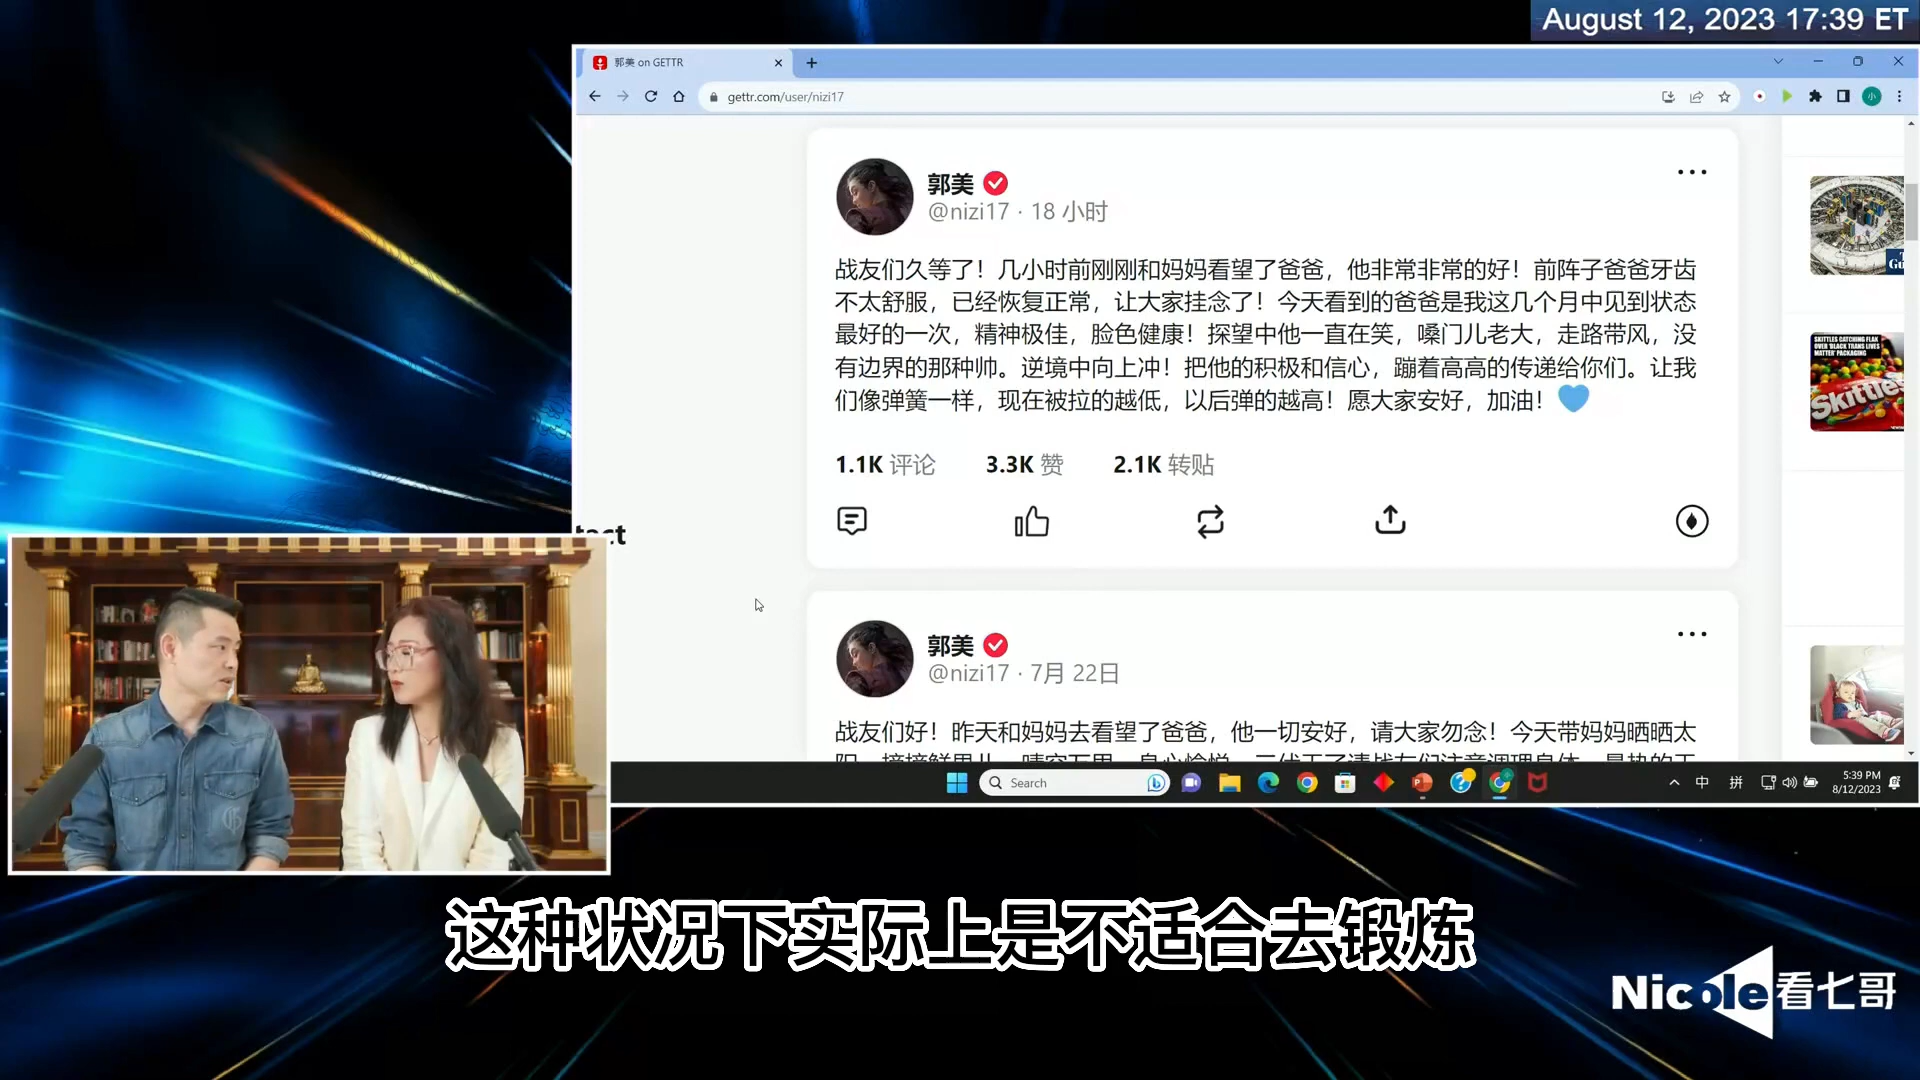 August 12, 2023 17:39 ET
郭美 on GETTR
gettr.com/user/nizi17
小
郭美
@nizi17 · 18 小时
战友们久等了！几小时前刚刚和妈妈看望了爸爸，他非常非常的好！前阵子爸爸牙齿
不太舒服，已经恢复正常，让大家挂念了！今天看到的爸爸是我这几个月中见到状态
最好的一次，精神极佳，脸色健康！探望中他一直在笑，嗓门儿老大，走路带风，没
有边界的那种帅。逆境中向上冲！把他的积极和信心，蹦着高高的传递给你们。让我
们像弹簧一样，现在被拉的越低，以后弹的越高！愿大家安好，加油！
1.1K 评论 3.3K 赞 2.1K 转贴
郭美
@nizi17 · 7月 22日
战友们好！昨天和妈妈去看望了爸爸，他一切安好，请大家勿念！今天带妈妈晒晒太
SKITTLES CATCHING FLAK
OVER 'BLACK TRANS LIVES
MATTER' PACKAGING
Skittles
Search
中
拼
5:39 PM
8/12/2023
这种状况下实际上是不适合去锻炼
Nicole看七哥